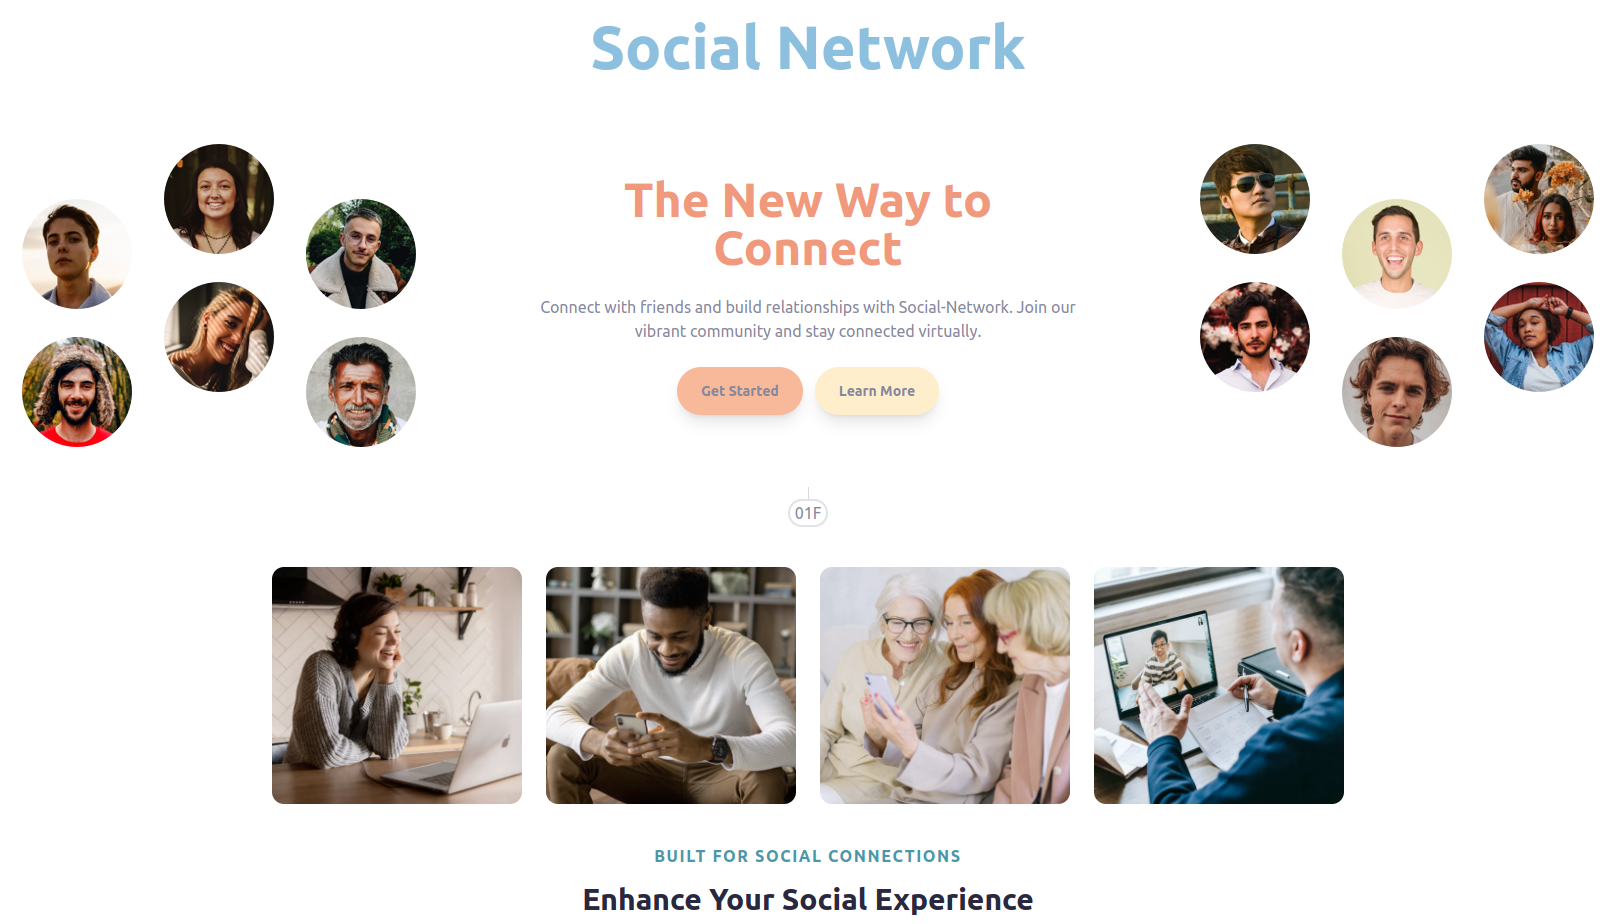 Social Network
The New Way to
Connect
Connect with friends and build relationships with Social-Network. Join our
vibrant community and stay connected virtually.
Get Started
Learn More
01F
BUILT FOR SOCIAL CONNECTIONS
Enhance Your Social Experience